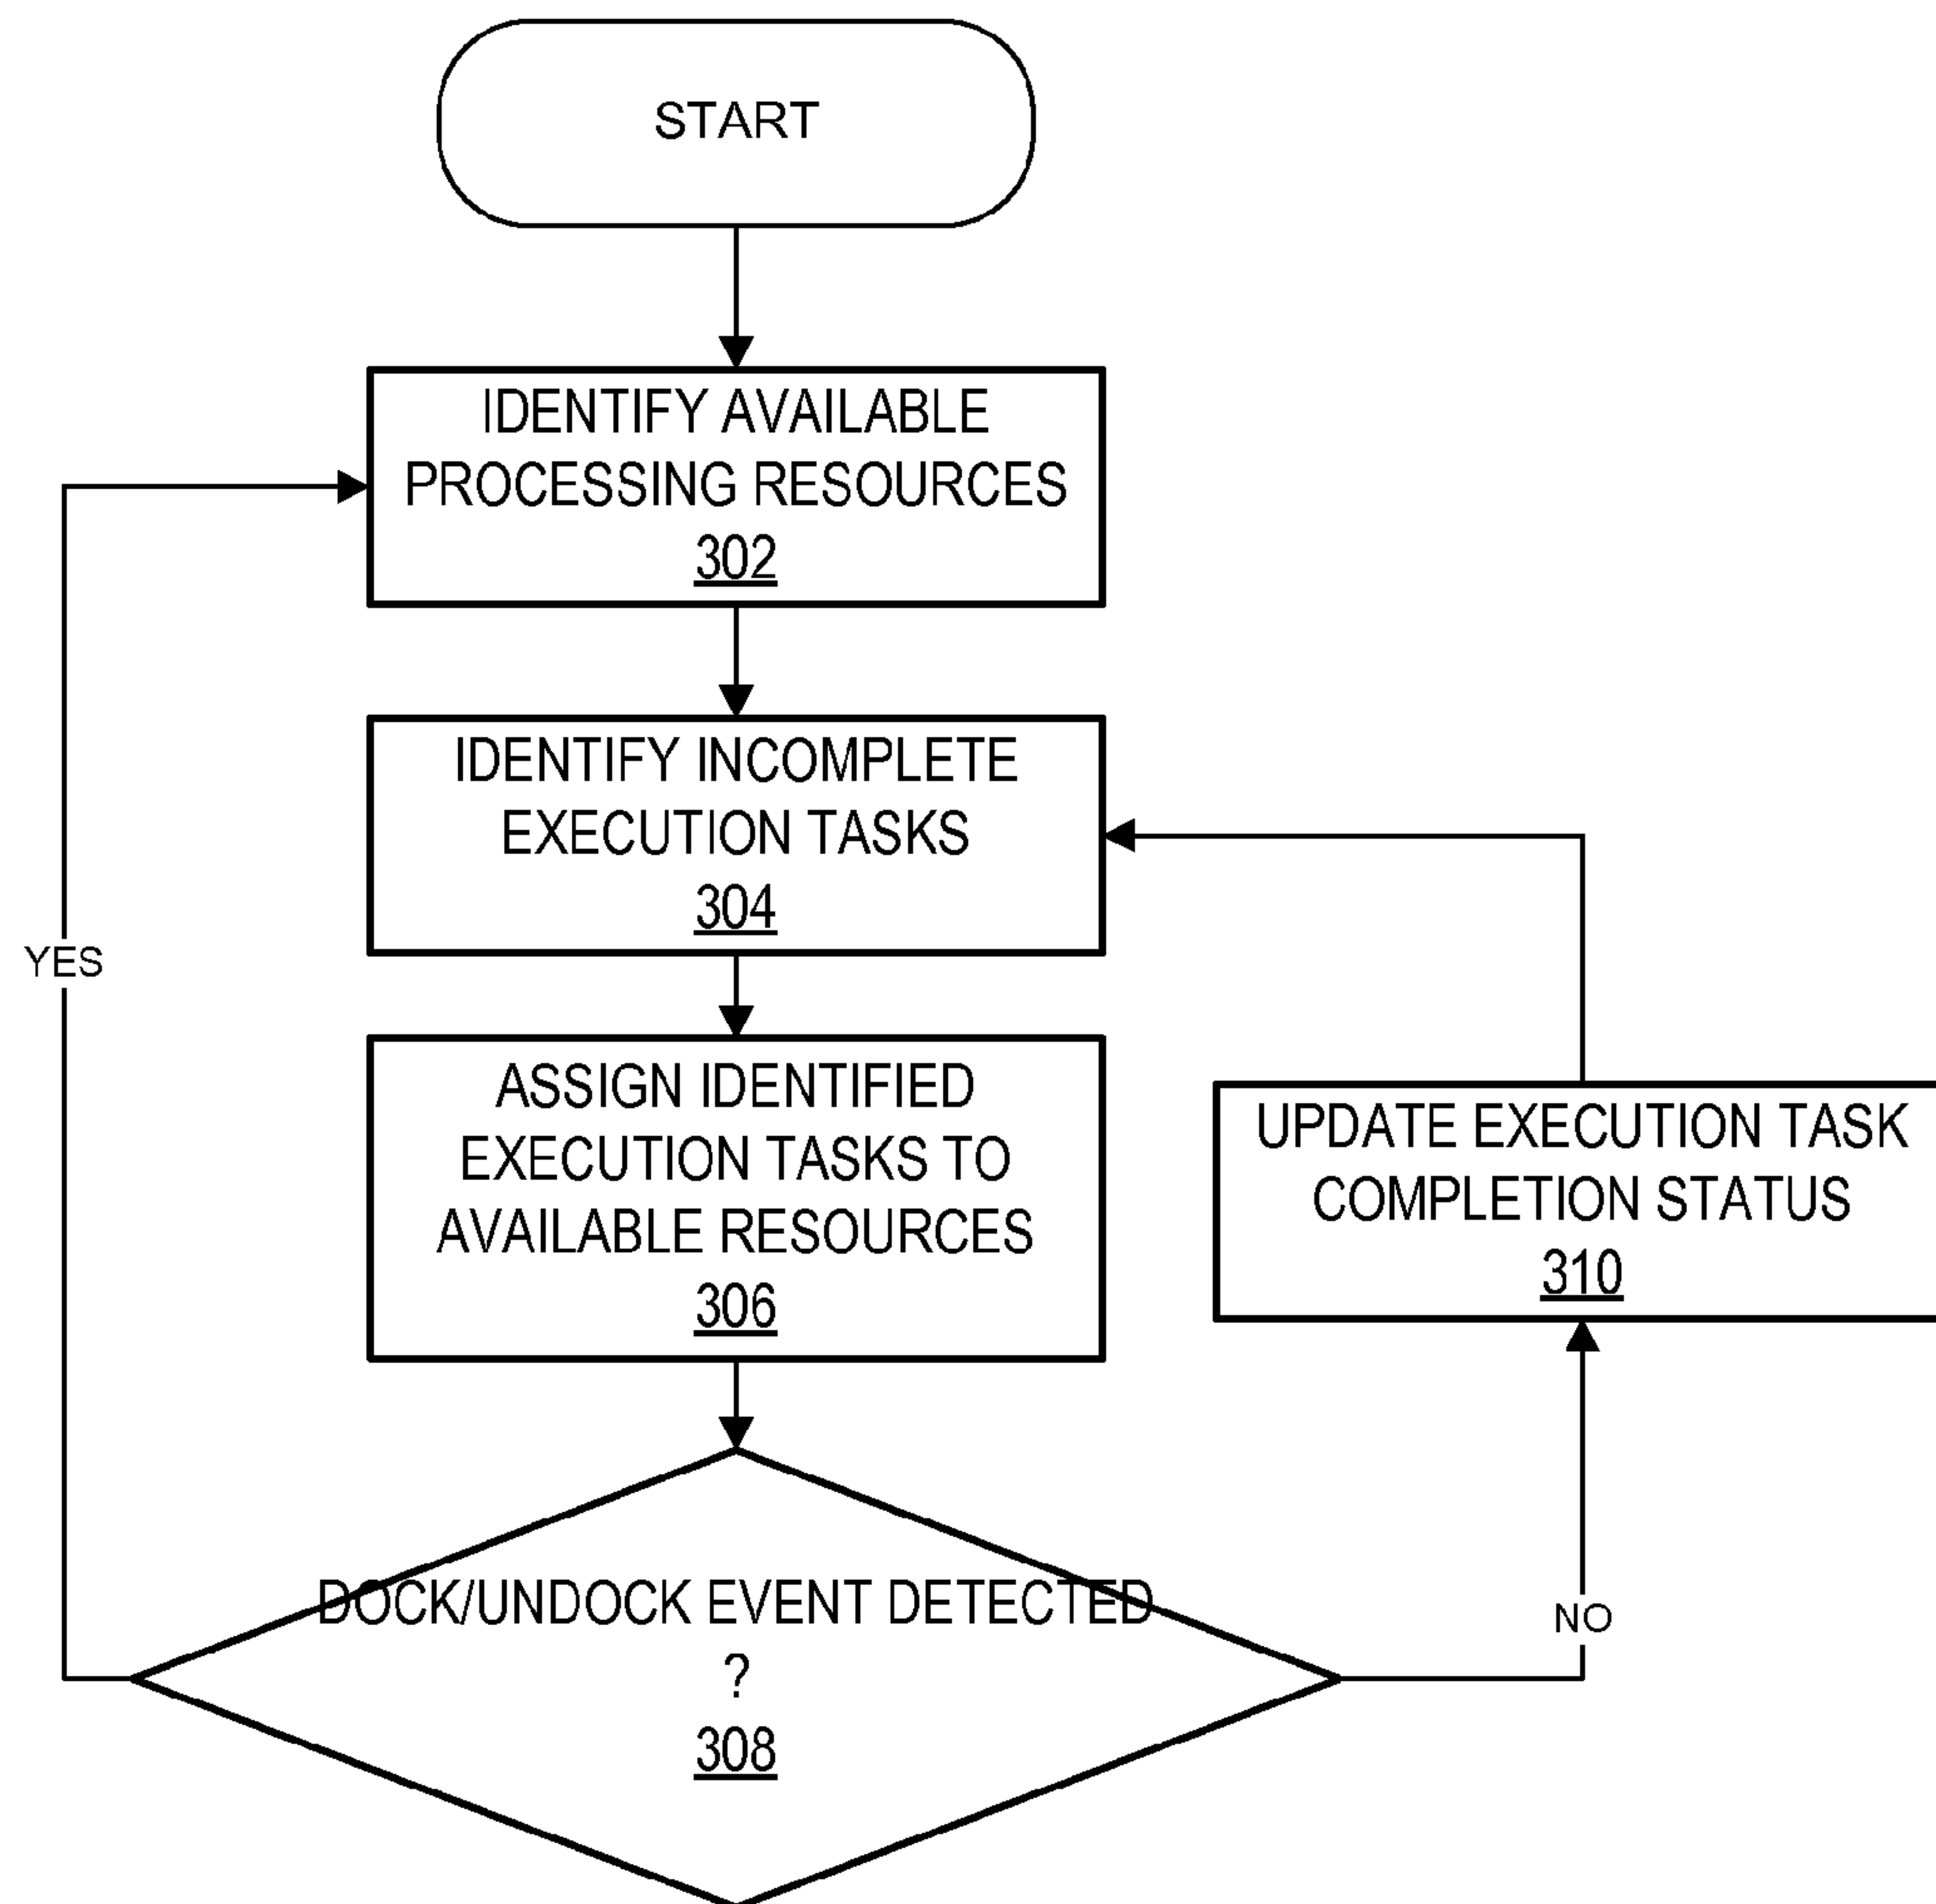 START
IDENTIFY AVAILABLE
PROCESSING RESOURCES
302
IDENTIFY INCOMPLETE
EXECUTION TASKS
304
YES
ASSIGN IDENTIFIED
EXECUTION TASKS TO
AVAILABLE RESOURCES
306
UPDATE EXECUTION TASK
COMPLETION STATUS
310
DOCK/UNDOCK EVENT DETECTED
?
308
NO